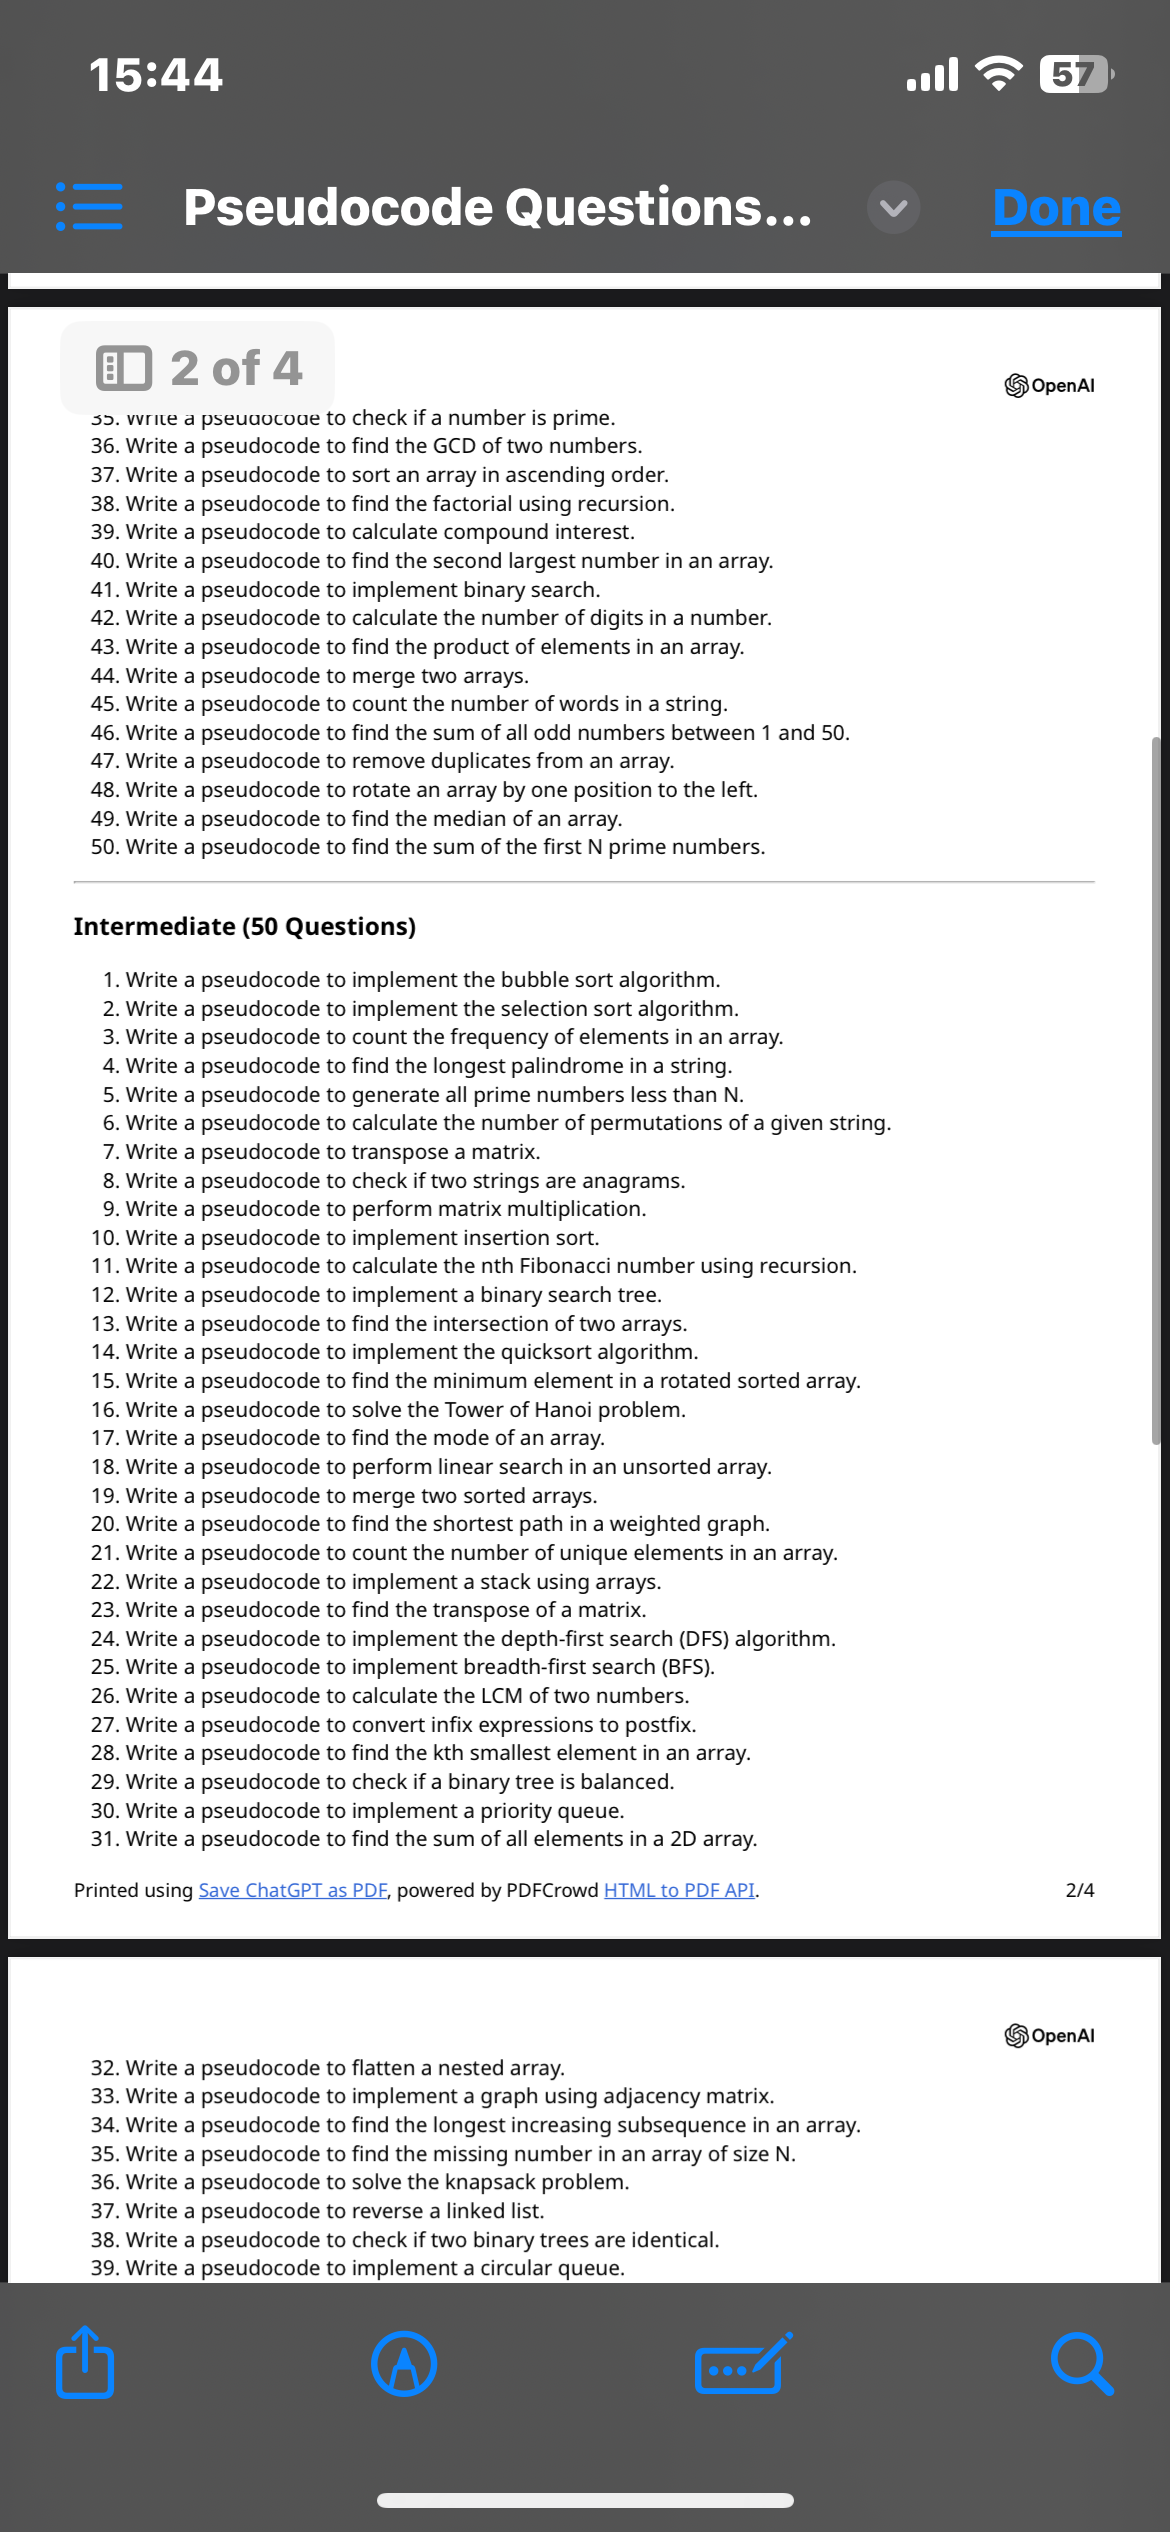 15:44
57
Pseudocode Questions...
Done
2 of 4
OpenAI
35. Write a pseudocode to check if a number is prime.
36. Write a pseudocode to find the GCD of two numbers.
37. Write a pseudocode to sort an array in ascending order.
38. Write a pseudocode to find the factorial using recursion.
39. Write a pseudocode to calculate compound interest.
40. Write a pseudocode to find the second largest number in an array.
41. Write a pseudocode to implement binary search.
42. Write a pseudocode to calculate the number of digits in a number.
43. Write a pseudocode to find the product of elements in an array.
44. Write a pseudocode to merge two arrays.
45. Write a pseudocode to count the number of words in a string.
46. Write a pseudocode to find the sum of all odd numbers between 1 and 50.
47. Write a pseudocode to remove duplicates from an array.
48. Write a pseudocode to rotate an array by one position to the left.
49. Write a pseudocode to find the median of an array.
50. Write a pseudocode to find the sum of the first N prime numbers.
Intermediate (50 Questions)
1. Write a pseudocode to implement the bubble sort algorithm.
2. Write a pseudocode to implement the selection sort algorithm.
3. Write a pseudocode to count the frequency of elements in an array.
4. Write a pseudocode to find the longest palindrome in a string.
5. Write a pseudocode to generate all prime numbers less than N.
6. Write a pseudocode to calculate the number of permutations of a given string.
7. Write a pseudocode to transpose a matrix.
8. Write a pseudocode to check if two strings are anagrams.
9. Write a pseudocode to perform matrix multiplication.
10. Write a pseudocode to implement insertion sort.
11. Write a pseudocode to calculate the nth Fibonacci number using recursion.
12. Write a pseudocode to implement a binary search tree.
13. Write a pseudocode to find the intersection of two arrays.
14. Write a pseudocode to implement the quicksort algorithm.
15. Write a pseudocode to find the minimum element in a rotated sorted array.
16. Write a pseudocode to solve the Tower of Hanoi problem.
17. Write a pseudocode to find the mode of an array.
18. Write a pseudocode to perform linear search in an unsorted array.
19. Write a pseudocode to merge two sorted arrays.
20. Write a pseudocode to find the shortest path in a weighted graph.
21. Write a pseudocode to count the number of unique elements in an array.
22. Write a pseudocode to implement a stack using arrays.
23. Write a pseudocode to find the transpose of a matrix.
24. Write a pseudocode to implement the depth-first search (DFS) algorithm.
25. Write a pseudocode to implement breadth-first search (BFS).
26. Write a pseudocode to calculate the LCM of two numbers.
27. Write a pseudocode to convert infix expressions to postfix.
28. Write a pseudocode to find the kth smallest element in an array.
29. Write a pseudocode to check if a binary tree is balanced.
30. Write a pseudocode to implement a priority queue.
31. Write a pseudocode to find the sum of all elements in a 2D array.
Printed using Save ChatGPT as PDF, powered by PDFCrowd HTML to PDF API. 2/4
OpenAI
32. Write a pseudocode to flatten a nested array.
33. Write a pseudocode to implement a graph using adjacency matrix.
34. Write a pseudocode to find the longest increasing subsequence in an array.
35. Write a pseudocode to find the missing number in an array of size N.
36. Write a pseudocode to solve the knapsack problem.
37. Write a pseudocode to reverse a linked list.
38. Write a pseudocode to check if two binary trees are identical.
39. Write a pseudocode to implement a circular queue.